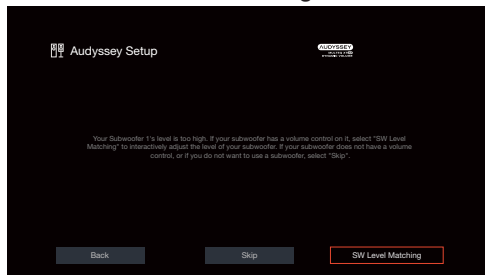 Audyssey Setup
AUDYSSEY
Your Subwoofer 1's level is too high. If your subwoofer has a volume control on it, select "SW Level
Matching" to interactively adjust the level of your subwoofer. If your subwoofer does not have a volume
control, or if you do not want to use a subwoofer, select "Skip".
Back
Skip
SW Level Matching